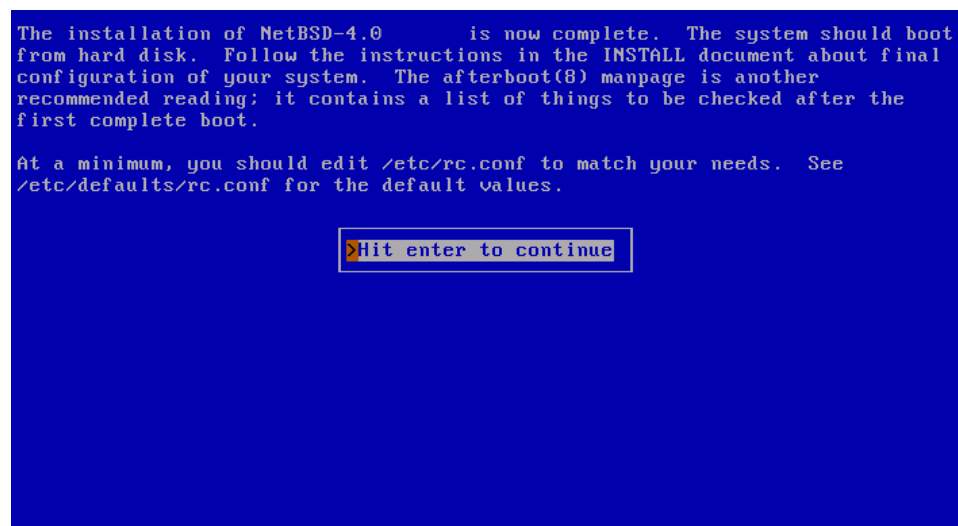 The installation of NetBSD-4.0        is now complete.  The system should boot
from hard disk.  Follow the instructions in the INSTALL document about final
configuration of your system.  The afterboot(8) manpage is another
recommended reading; it contains a list of things to be checked after the
first complete boot.
At a minimum, you should edit /etc/rc.conf to match your needs.  See
/etc/defaults/rc.conf for the default values.
>Hit enter to continue